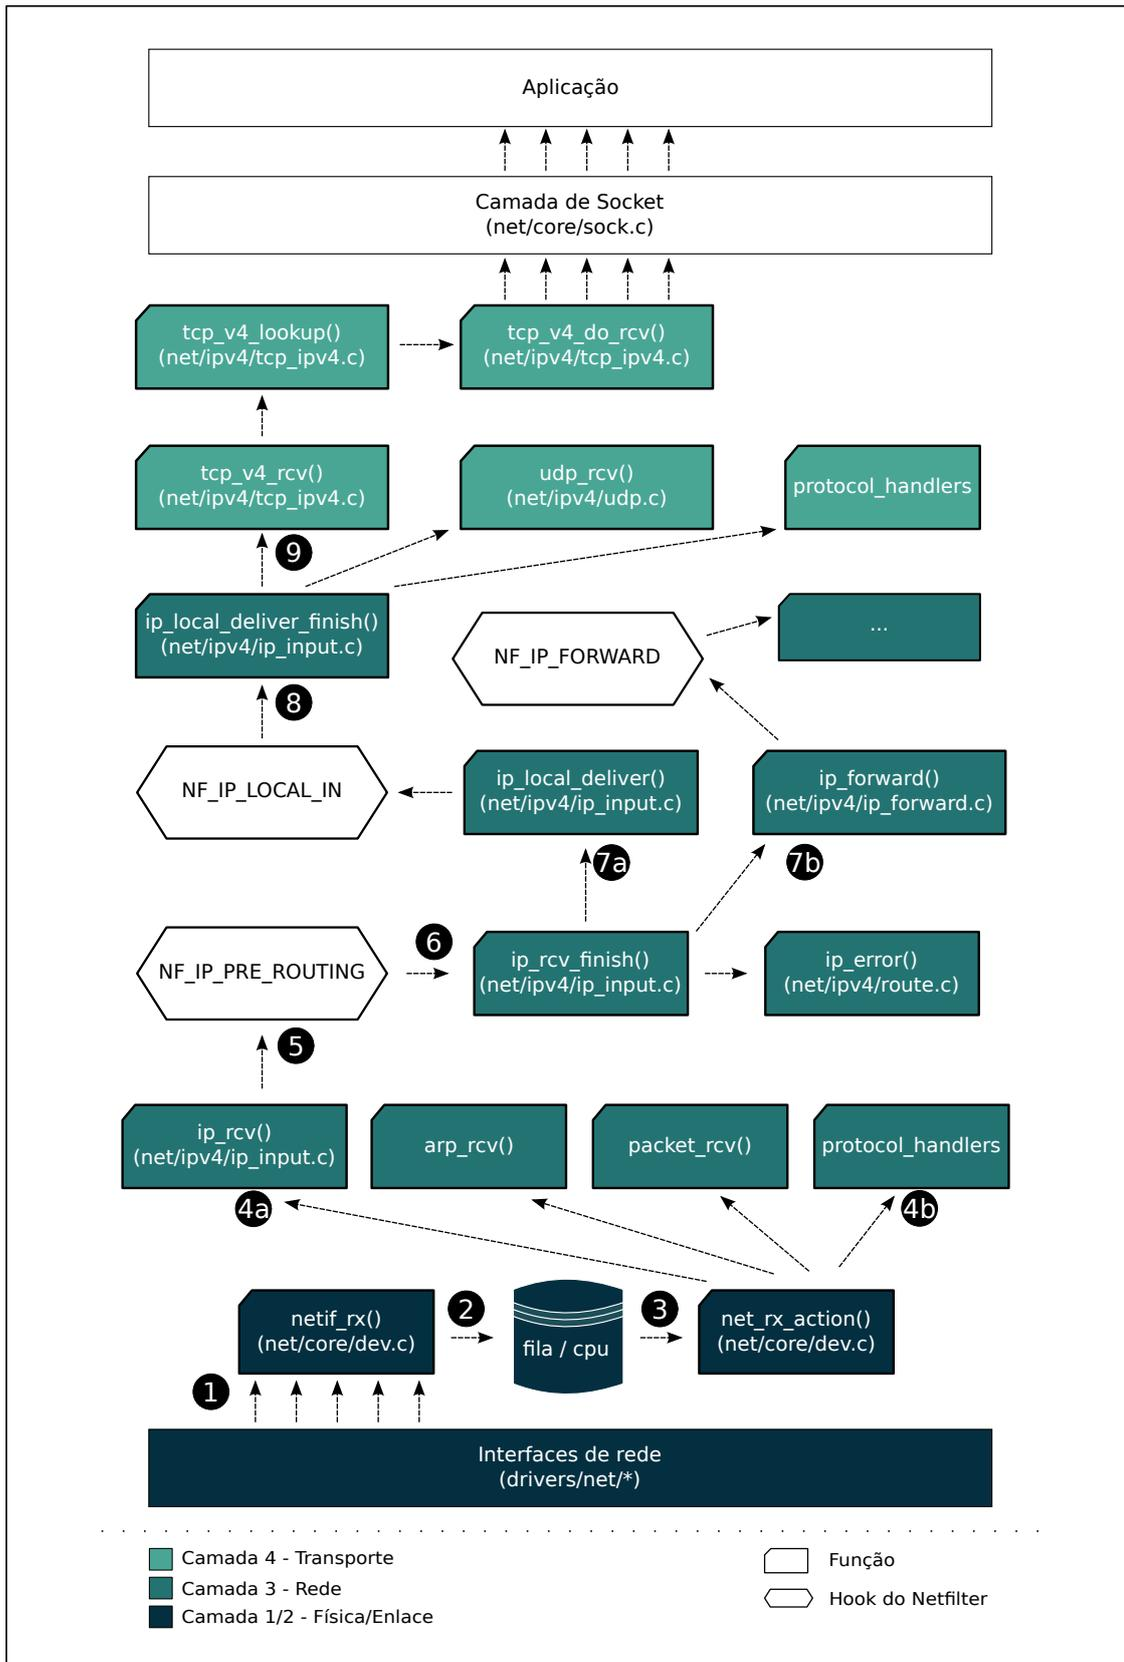 Aplicação
Camada de Socket
(net/core/sock.c)
tcp_v4_lookup()
(net/ipv4/tcp_ipv4.c)
tcp_v4_do_rcv()
(net/ipv4/tcp_ipv4.c)
tcp_v4_rcv()
(net/ipv4/tcp_ipv4.c)
udp_rcv()
(net/ipv4/udp.c)
protocol_handlers
9
ip_local_deliver_finish()
(net/ipv4/ip_input.c)
NF_IP_FORWARD
...
8
NF_IP_LOCAL_IN
ip_local_deliver()
(net/ipv4/ip_input.c)
ip_forward()
(net/ipv4/ip_forward.c)
7a
7b
NF_IP_PRE_ROUTING
6
ip_rcv_finish()
(net/ipv4/ip_input.c)
ip_error()
(net/ipv4/route.c)
5
ip_rcv()
(net/ipv4/ip_input.c)
arp_rcv()
packet_rcv()
protocol_handlers
4a
4b
netif_rx()
(net/core/dev.c)
2
fila / cpu
3
net_rx_action()
(net/core/dev.c)
1
Interfaces de rede
(drivers/net/*)
Camada 4 - Transporte
Camada 3 - Rede
Camada 1/2 - Física/Enlace
Função
Hook do Netfilter